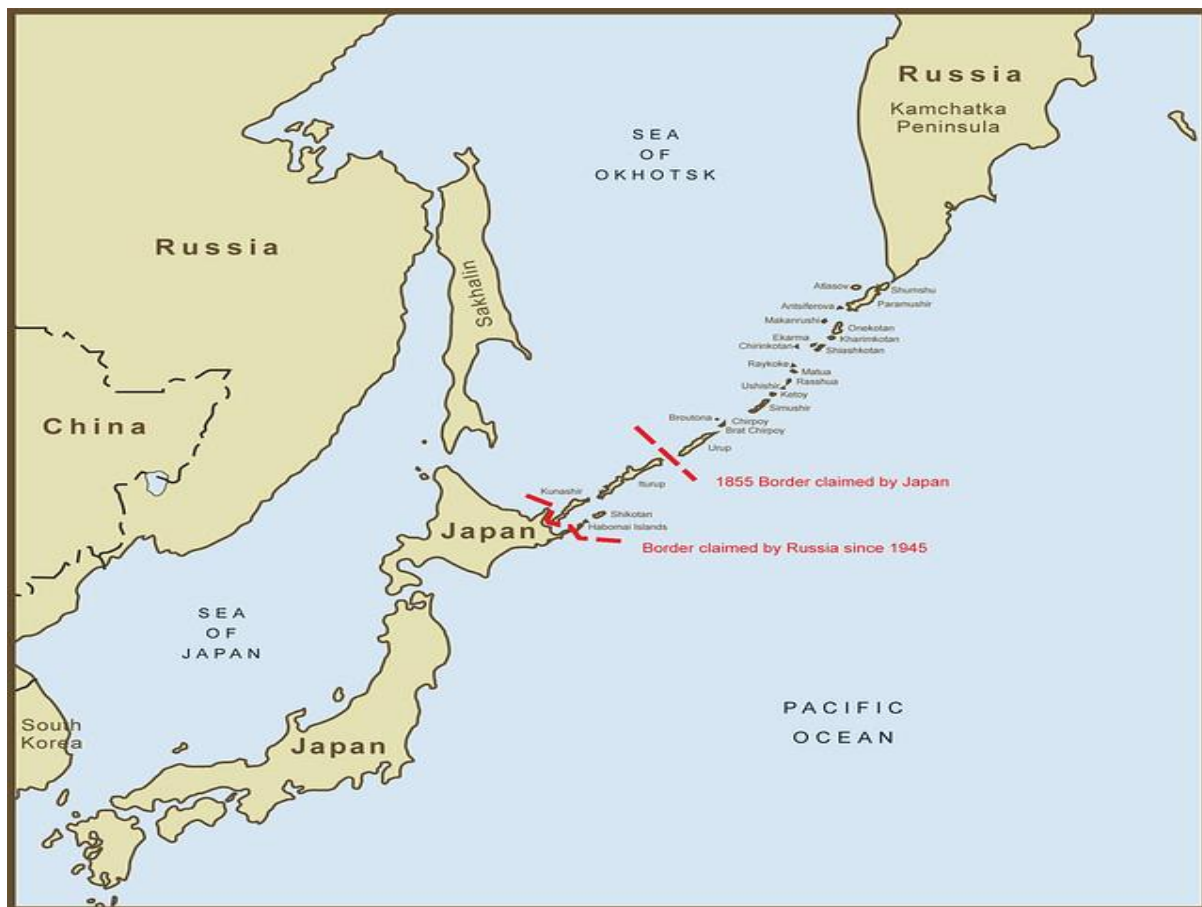 Russia
Kamchatka
Peninsula
SEA
OF
OKHOTSK
Russia
Sakhalin
Atlasov
Shumshu
Antsiferova
Paramushir
Makanrushi
Onekotan
Ekarma
Kharimkotan
Chirinkotan
Shiashkotan
Raykoke
Matua
Rasshua
Ushishir
Ketoy
Simushir
China
Broutona
Chirpoy
Brat Chirpoy
Urup
1855 Border claimed by Japan
Iturup
Kunashir
Shikotan
Habomai Islands
Japan
Border claimed by Russia since 1945
SEA
OF
JAPAN
PACIFIC
OCEAN
South
Korea
Japan